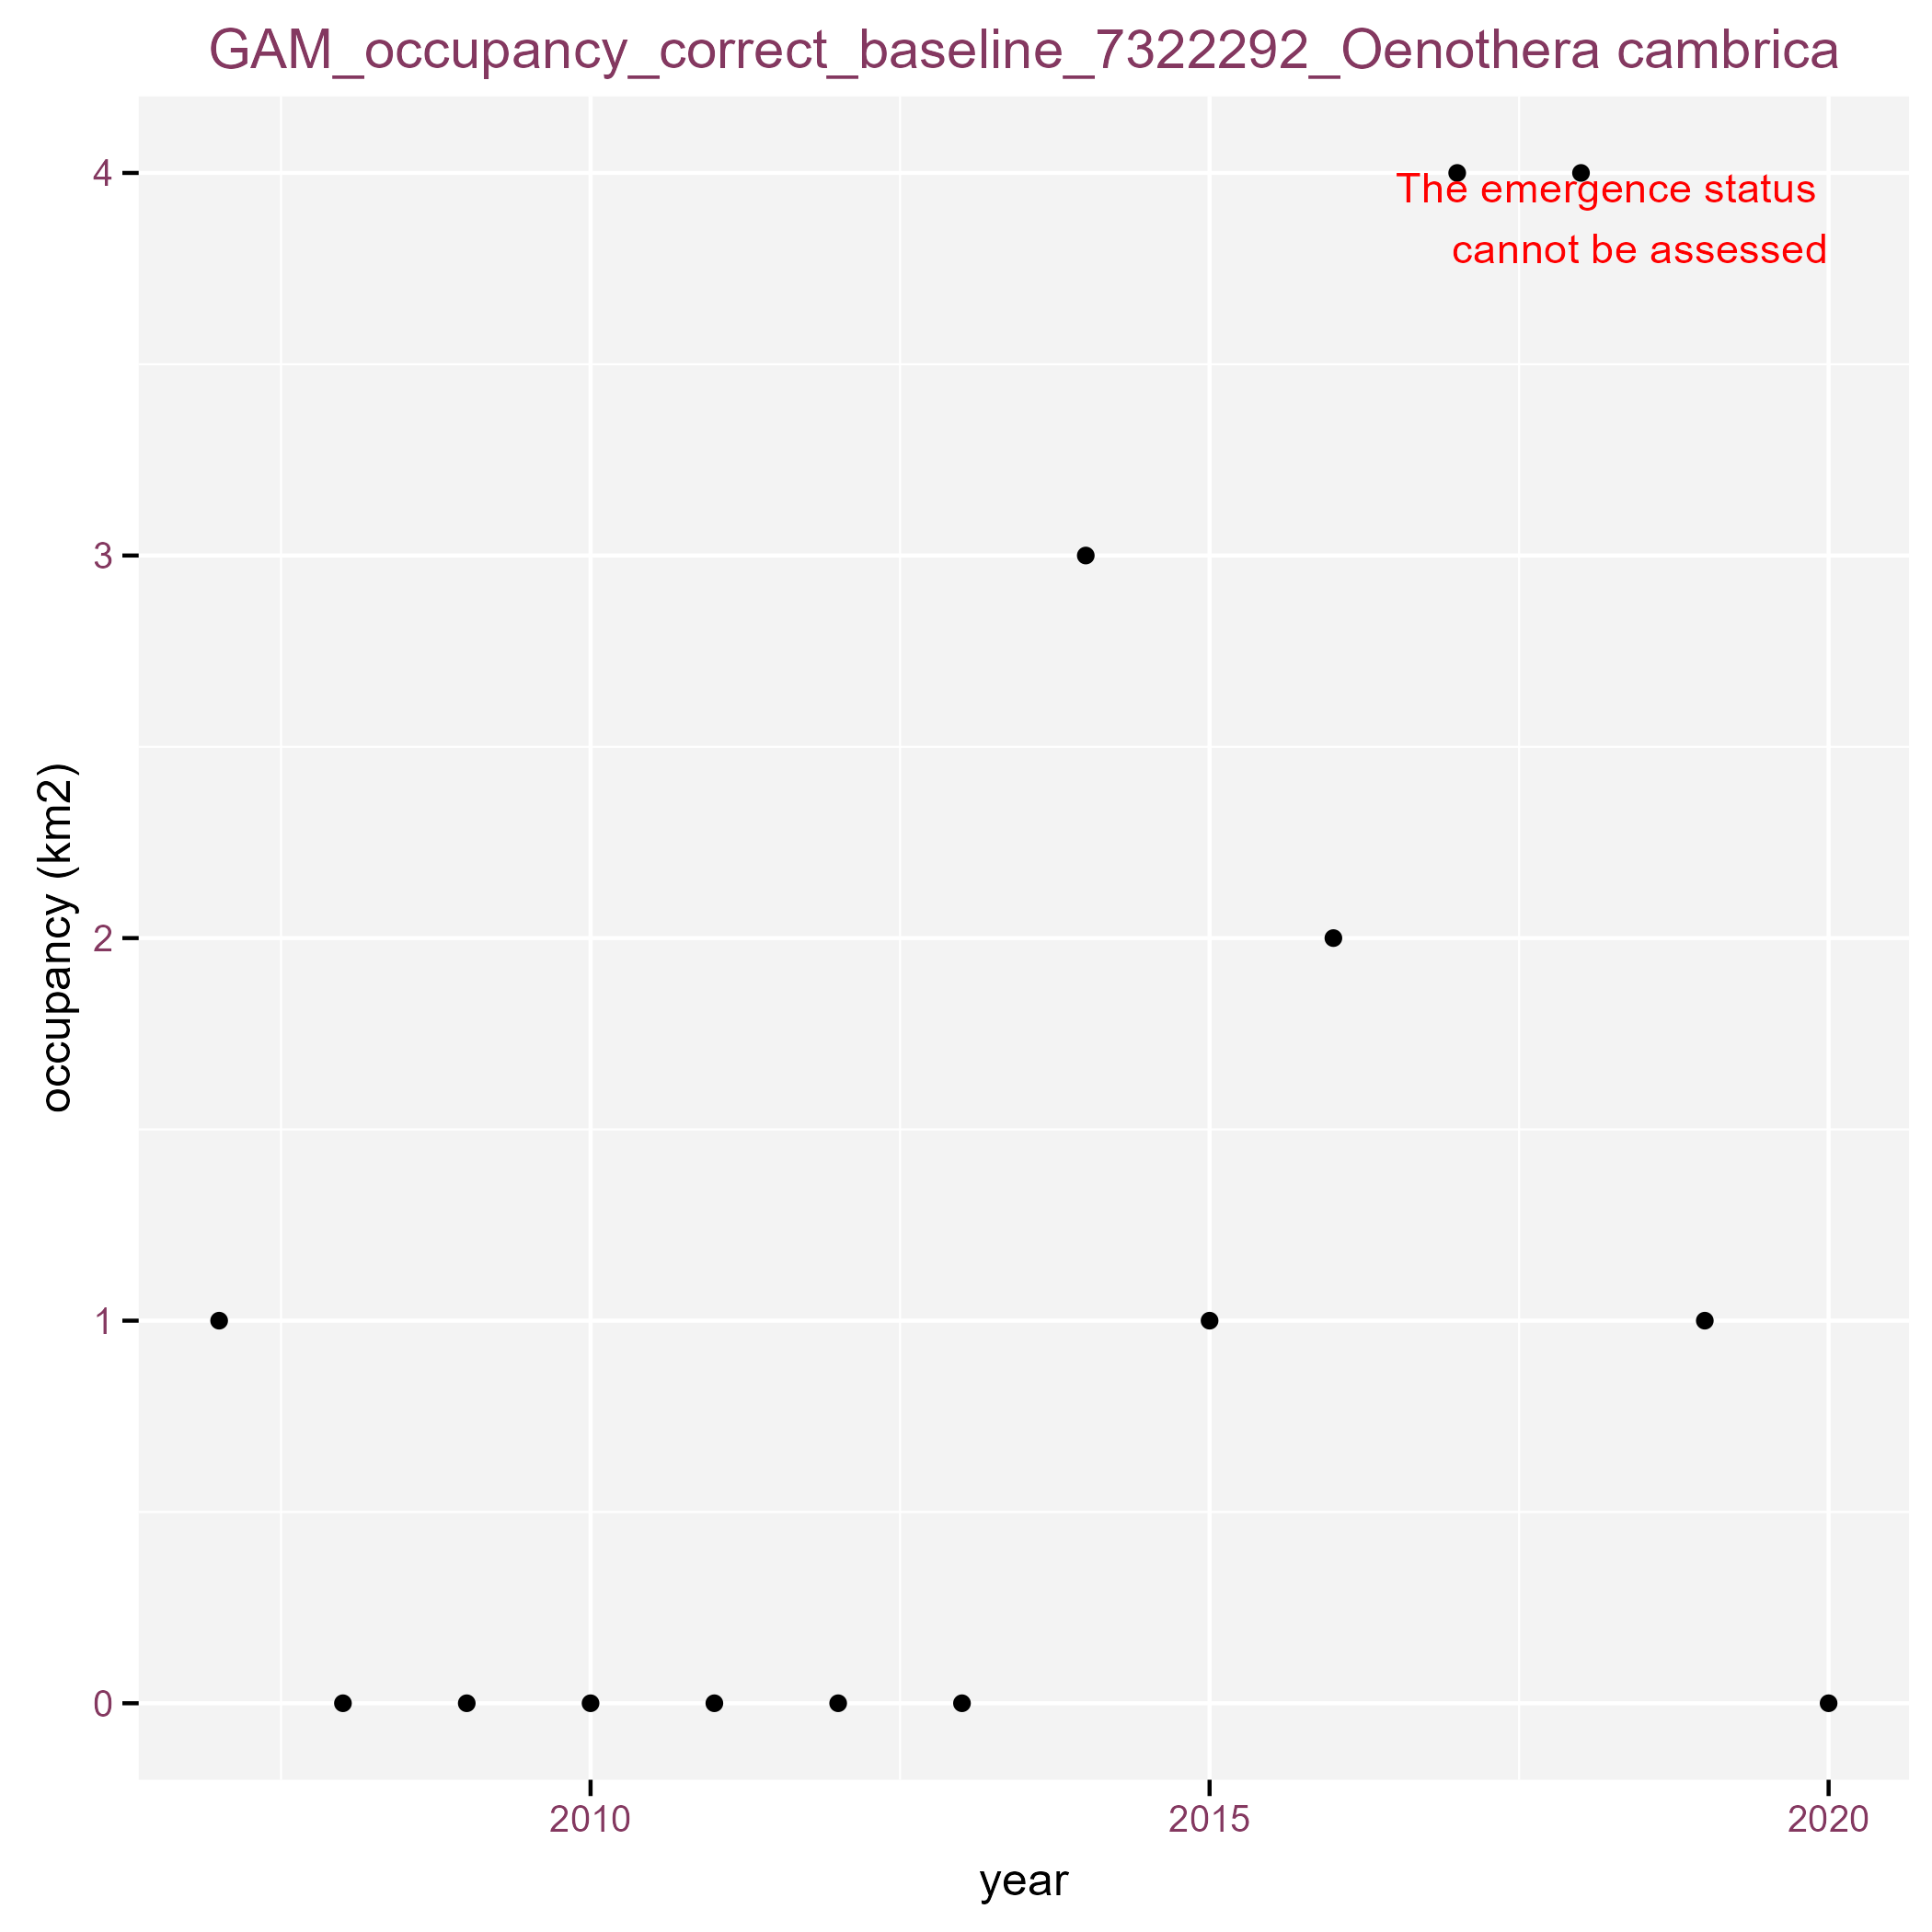 GAM_occupancy_correct_baseline_7322292_Oenothera cambrica
The emergence status
cannot be assessed
4
3
2
1
0
occupancy (km2)
2010
2015
2020
year